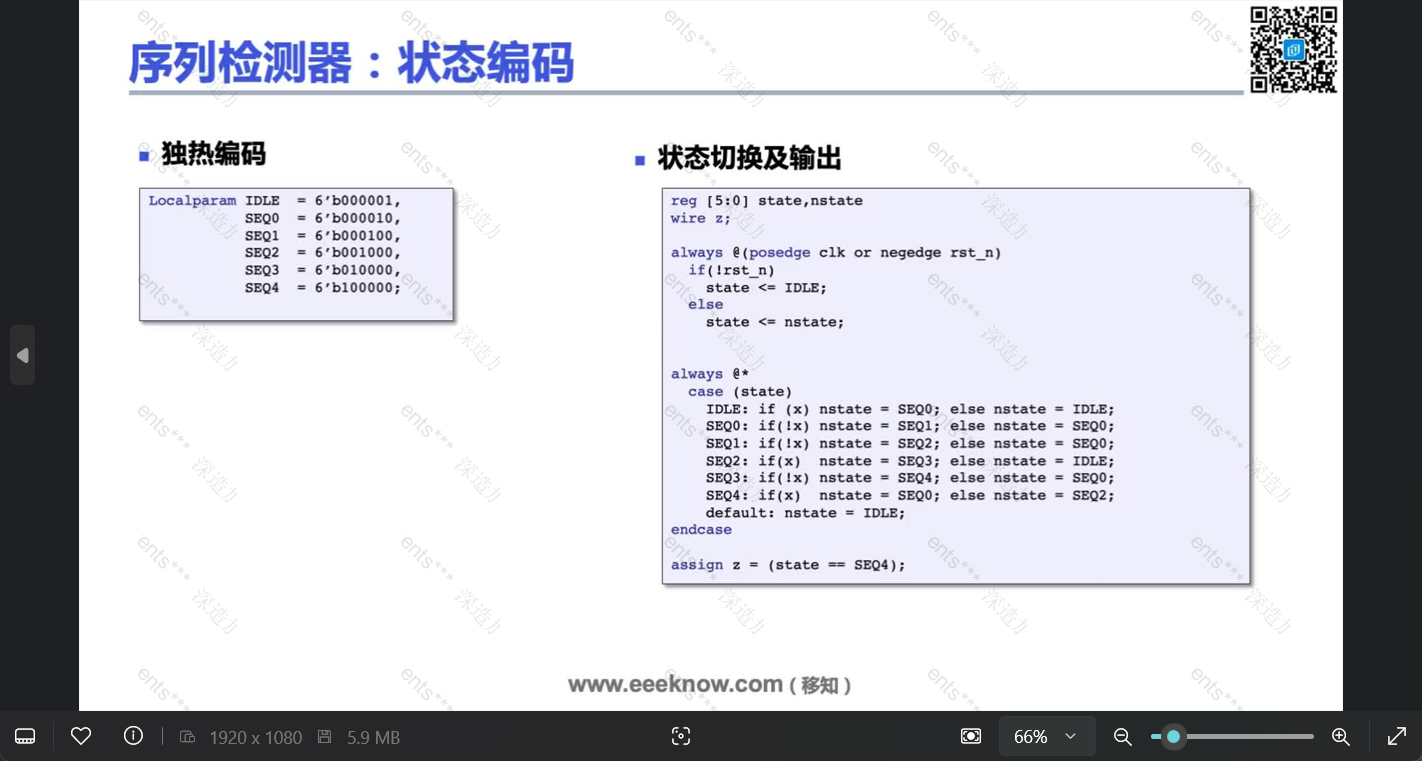 序列检测器：状态编码
独热编码
Localparam IDLE = 6’b000001,
SEQ0 = 6’b000010,
SEQ1 = 6’b000100,
SEQ2 = 6’b001000,
SEQ3 = 6’b010000,
SEQ4 = 6’b100000;
状态切换及输出
reg [5:0] state,nstate
wire z;
always @(posedge clk or negedge rst_n)
if(!rst_n)
state <= IDLE;
else
state <= nstate;
always @*
case (state)
IDLE: if (x) nstate = SEQ0; else nstate = IDLE;
SEQ0: if(!x) nstate = SEQ1; else nstate = SEQ0;
SEQ1: if(!x) nstate = SEQ2; else nstate = SEQ0;
SEQ2: if(x) nstate = SEQ3; else nstate = IDLE;
SEQ3: if(!x) nstate = SEQ4; else nstate = SEQ0;
SEQ4: if(x) nstate = SEQ0; else nstate = SEQ2;
default: nstate = IDLE;
endcase
assign z = (state == SEQ4);
www.eeeknow.com ( 移知 )
1920 x 1080 5.9 MB 66%